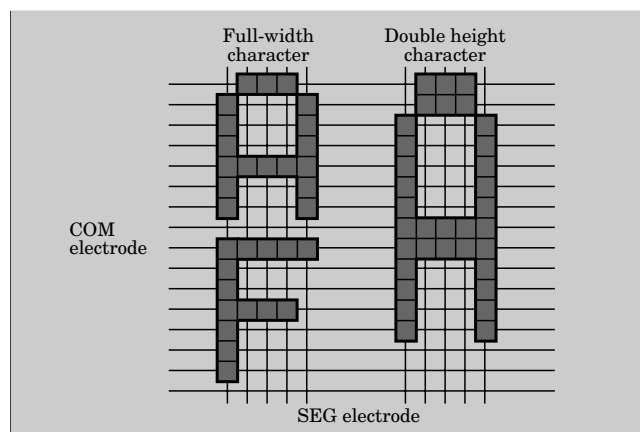 Full-width
character
Double height
character
COM
electrode
SEG electrode